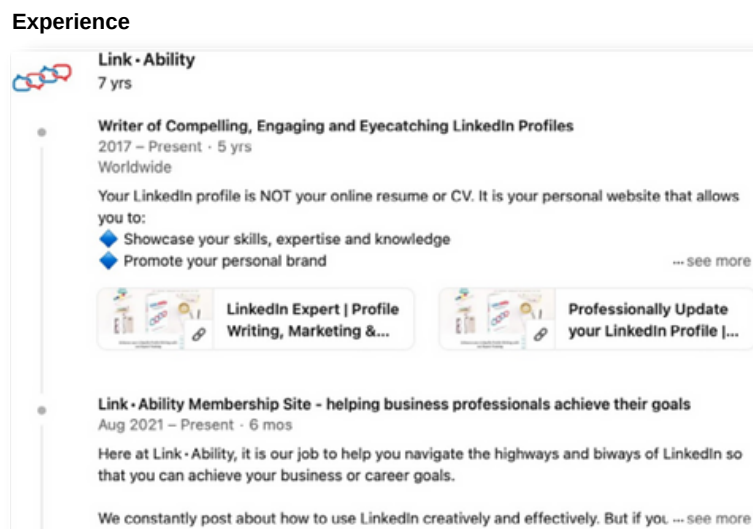 Experience
Link•Ability
7 yrs
Writer of Compelling, Engaging and Eyecatching LinkedIn Profiles
2017 – Present · 5 yrs
Worldwide
Your LinkedIn profile is NOT your online resume or CV. It is your personal website that allows
you to:
🔷 Showcase your skills, expertise and knowledge
🔷 Promote your personal brand ...see more
LinkedIn Expert | Profile
Writing, Marketing &...
Professionally Update
your LinkedIn Profile |...
Link•Ability Membership Site - helping business professionals achieve their goals
Aug 2021 – Present · 6 mos
Here at Link•Ability, it is our job to help you navigate the highways and biways of LinkedIn so
that you can achieve your business or career goals.
We constantly post about how to use LinkedIn creatively and effectively. But if you ...see more